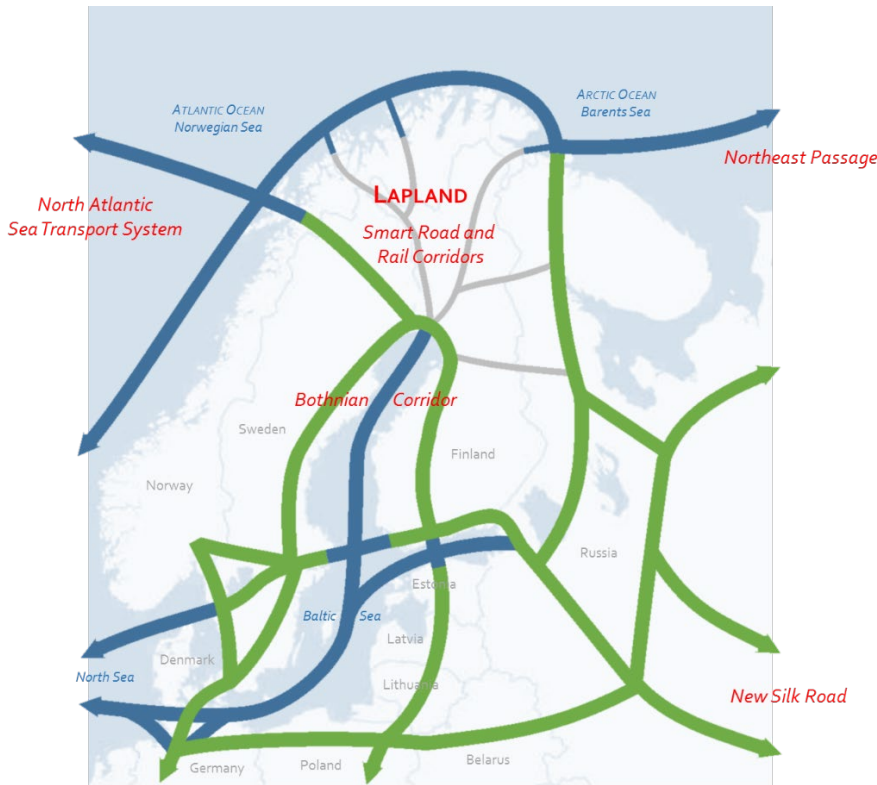 ATLANTIC OCEAN
Norwegian Sea
ARCTIC OCEAN
Barents Sea
Northeast Passage
North Atlantic
Sea Transport System
LAPLAND
Smart Road and
Rail Corridors
Bothnian Corridor
Sweden
Finland
Norway
Russia
Estonia
Baltic Sea
Latvia
Denmark
North Sea
Lithuania
New Silk Road
Germany
Poland
Belarus